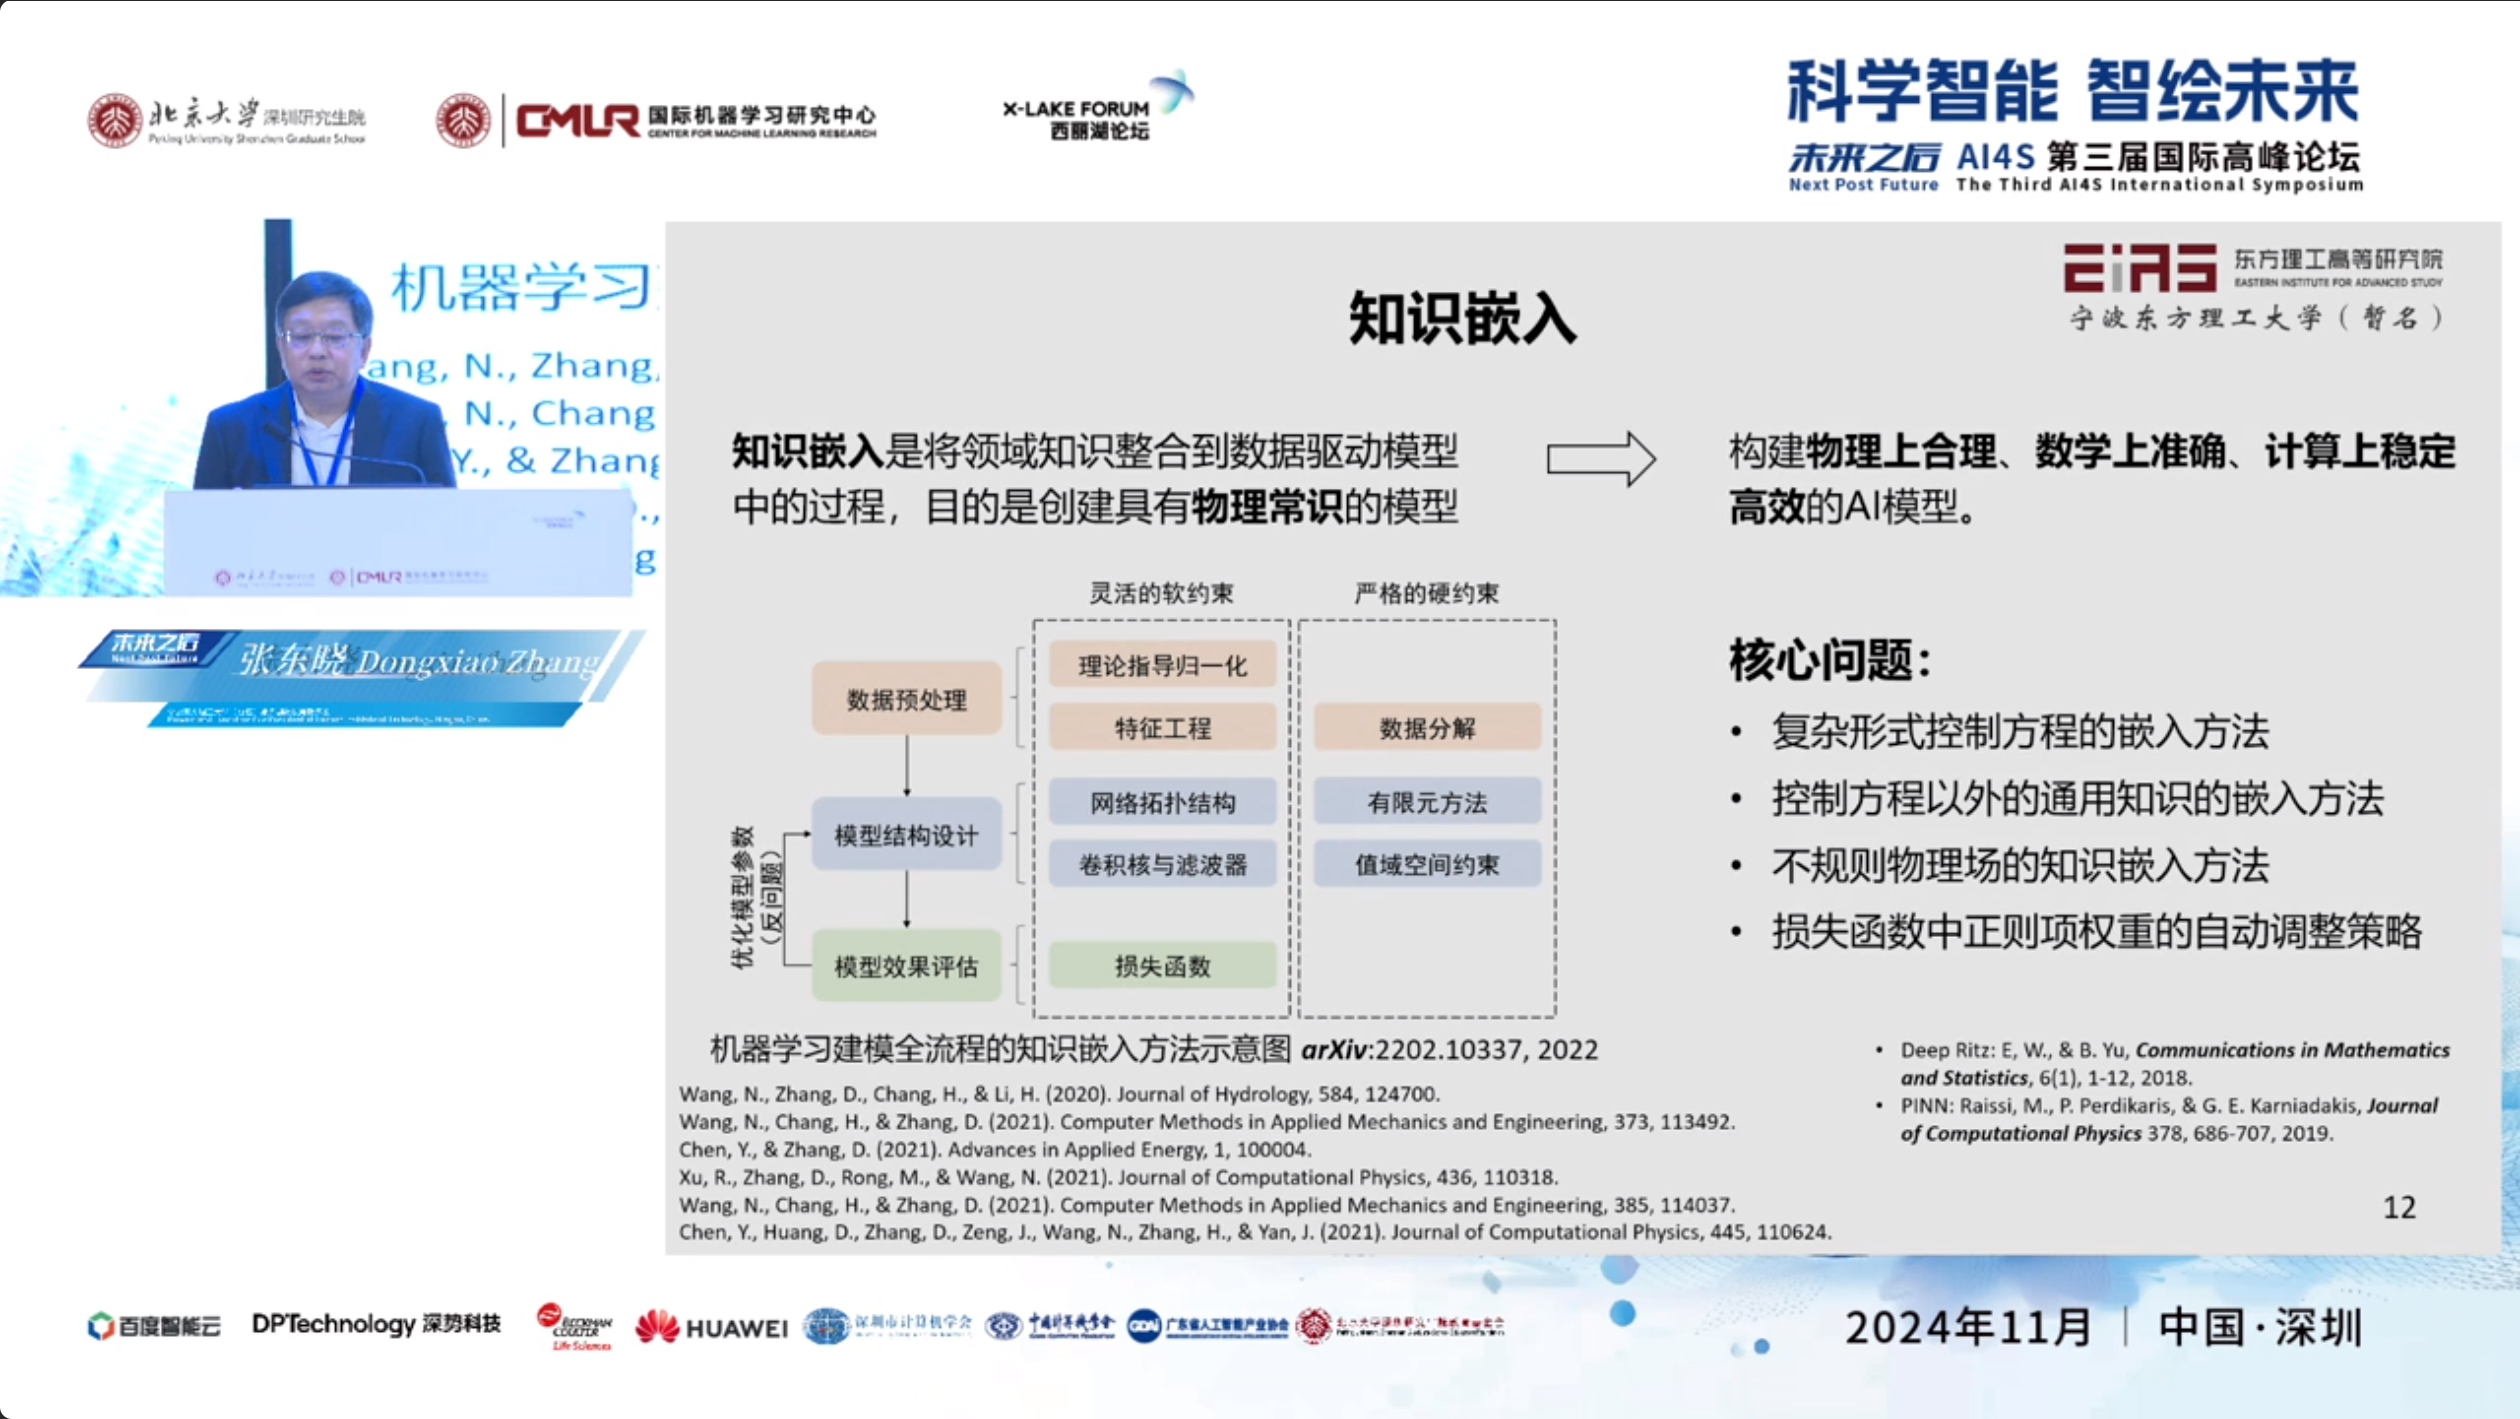 北京大学 深圳研究生院
Peking University Shenzhen Graduate School
CMLR 国际机器学习研究中心
CENTER FOR MACHINE LEARNING RESEARCH
X-LAKE FORUM
西丽湖论坛
科学智能 智绘未来
未来之后 AI4S 第三届国际高峰论坛
Next Post Future The Third AI4S International Symposium
机器学习
ang, N., Zhang,
N., Chang
Y., & Zhang
CMLR
未来之后
Next Post Future
张东晓 Dongxiao Zhang
EIAS 东方理工高等研究院
EASTERN INSTITUTE FOR ADVANCED STUDY
宁波东方理工大学（暂名）
知识嵌入
知识嵌入是将领域知识整合到数据驱动模型
中的过程，目的是创建具有物理常识的模型
构建物理上合理、数学上准确、计算上稳定
高效的AI模型。
灵活的软约束
严格的硬约束
数据预处理
理论指导归一化
特征工程
数据分解
模型结构设计
网络拓扑结构
有限元方法
卷积核与滤波器
值域空间约束
模型效果评估
损失函数
优化模型参数
（反问题）
机器学习建模全流程的知识嵌入方法示意图 arXiv:2202.10337, 2022
Wang, N., Zhang, D., Chang, H., & Li, H. (2020). Journal of Hydrology, 584, 124700.
Wang, N., Chang, H., & Zhang, D. (2021). Computer Methods in Applied Mechanics and Engineering, 373, 113492.
Chen, Y., & Zhang, D. (2021). Advances in Applied Energy, 1, 100004.
Xu, R., Zhang, D., Rong, M., & Wang, N. (2021). Journal of Computational Physics, 436, 110318.
Wang, N., Chang, H., & Zhang, D. (2021). Computer Methods in Applied Mechanics and Engineering, 385, 114037.
Chen, Y., Huang, D., Zhang, D., Zeng, J., Wang, N., Zhang, H., & Yan, J. (2021). Journal of Computational Physics, 445, 110624.
核心问题：
• 复杂形式控制方程的嵌入方法
• 控制方程以外的通用知识的嵌入方法
• 不规则物理场的知识嵌入方法
• 损失函数中正则项权重的自动调整策略
• Deep Ritz: E, W., & B. Yu, Communications in Mathematics
and Statistics, 6(1), 1-12, 2018.
• PINN: Raissi, M., P. Perdikaris, & G. E. Karniadakis, Journal
of Computational Physics 378, 686-707, 2019.
12
百度智能云
DPTechnology 深势科技
BECKMAN
COULTER
Life Sciences
HUAWEI
深圳市计算机学会
广东省人工智能产业协会
2024年11月 | 中国·深圳